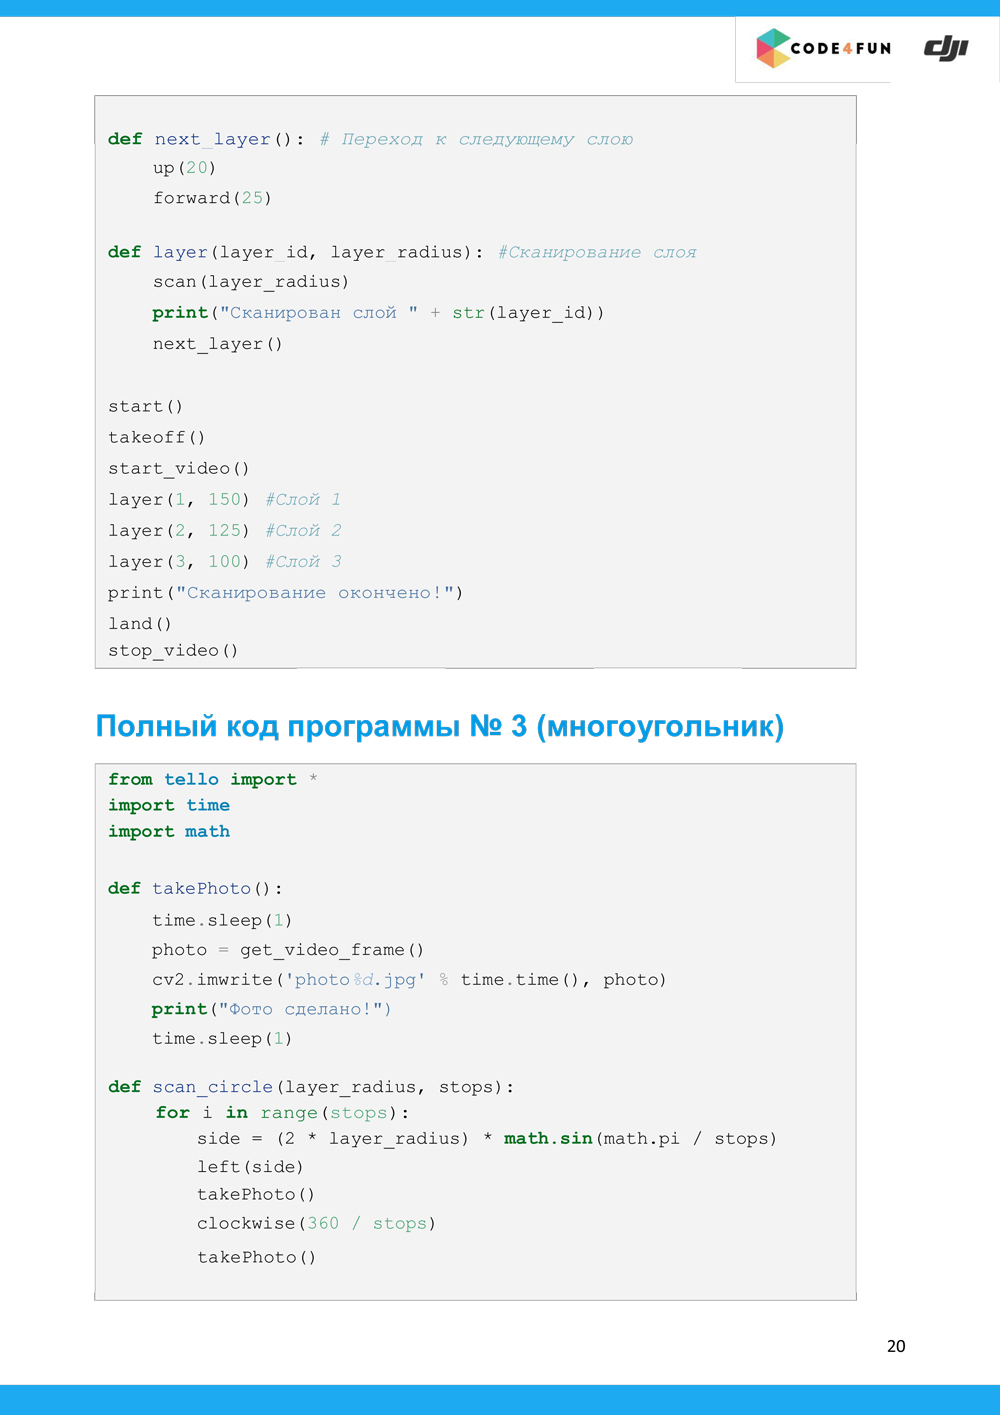 CODE4FUN dji
def next_layer(): # Переход к следующему слою
    up(20)
    forward(25)
def layer(layer_id, layer_radius): #Сканирование слоя
    scan(layer_radius)
    print("Сканирован слой " + str(layer_id))
    next_layer()
start()
takeoff()
start_video()
layer(1, 150) #Слой 1
layer(2, 125) #Слой 2
layer(3, 100) #Слой 3
print("Сканирование окончено!")
land()
stop_video()
Полный код программы № 3 (многоугольник)
from tello import *
import time
import math
def takePhoto():
    time.sleep(1)
    photo = get_video_frame()
    cv2.imwrite('photo%d.jpg' % time.time(), photo)
    print("Фото сделано!")
    time.sleep(1)
def scan_circle(layer_radius, stops):
    for i in range(stops):
        side = (2 * layer_radius) * math.sin(math.pi / stops)
        left(side)
        takePhoto()
        clockwise(360 / stops)
        takePhoto()
20